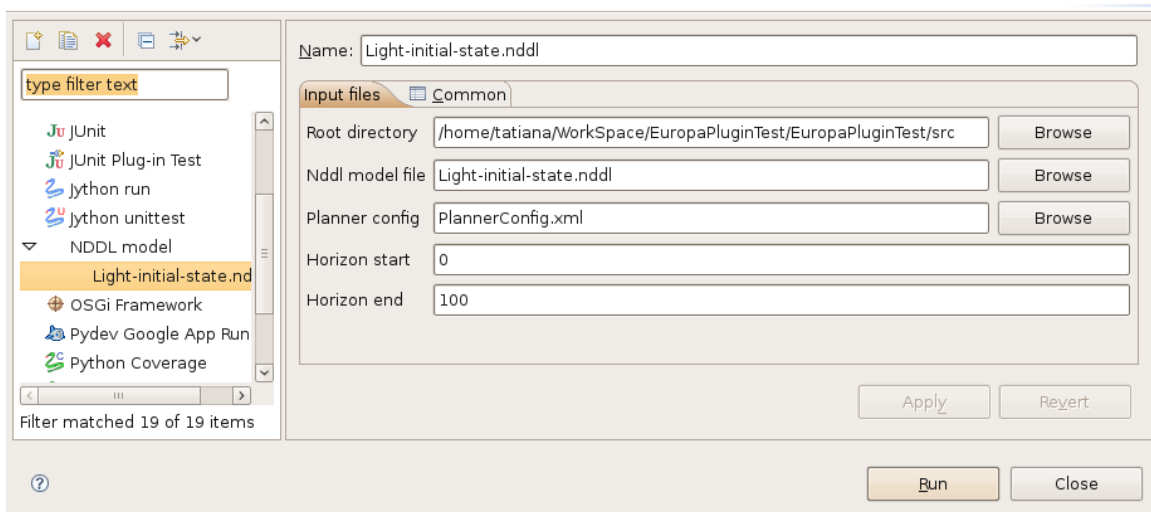 type filter text
JUnit
JUnit Plug-in Test
Jython run
Jython unittest
NDDL model
Light-initial-state.nd
OSGi Framework
Pydev Google App Run
Python Coverage
Filter matched 19 of 19 items
Name: Light-initial-state.nddl
Input files Common
Root directory /home/tatiana/WorkSpace/EuropaPluginTest/EuropaPluginTest/src Browse
Nddl model file Light-initial-state.nddl Browse
Planner config PlannerConfig.xml Browse
Horizon start 0
Horizon end 100
Apply Revert
Run Close